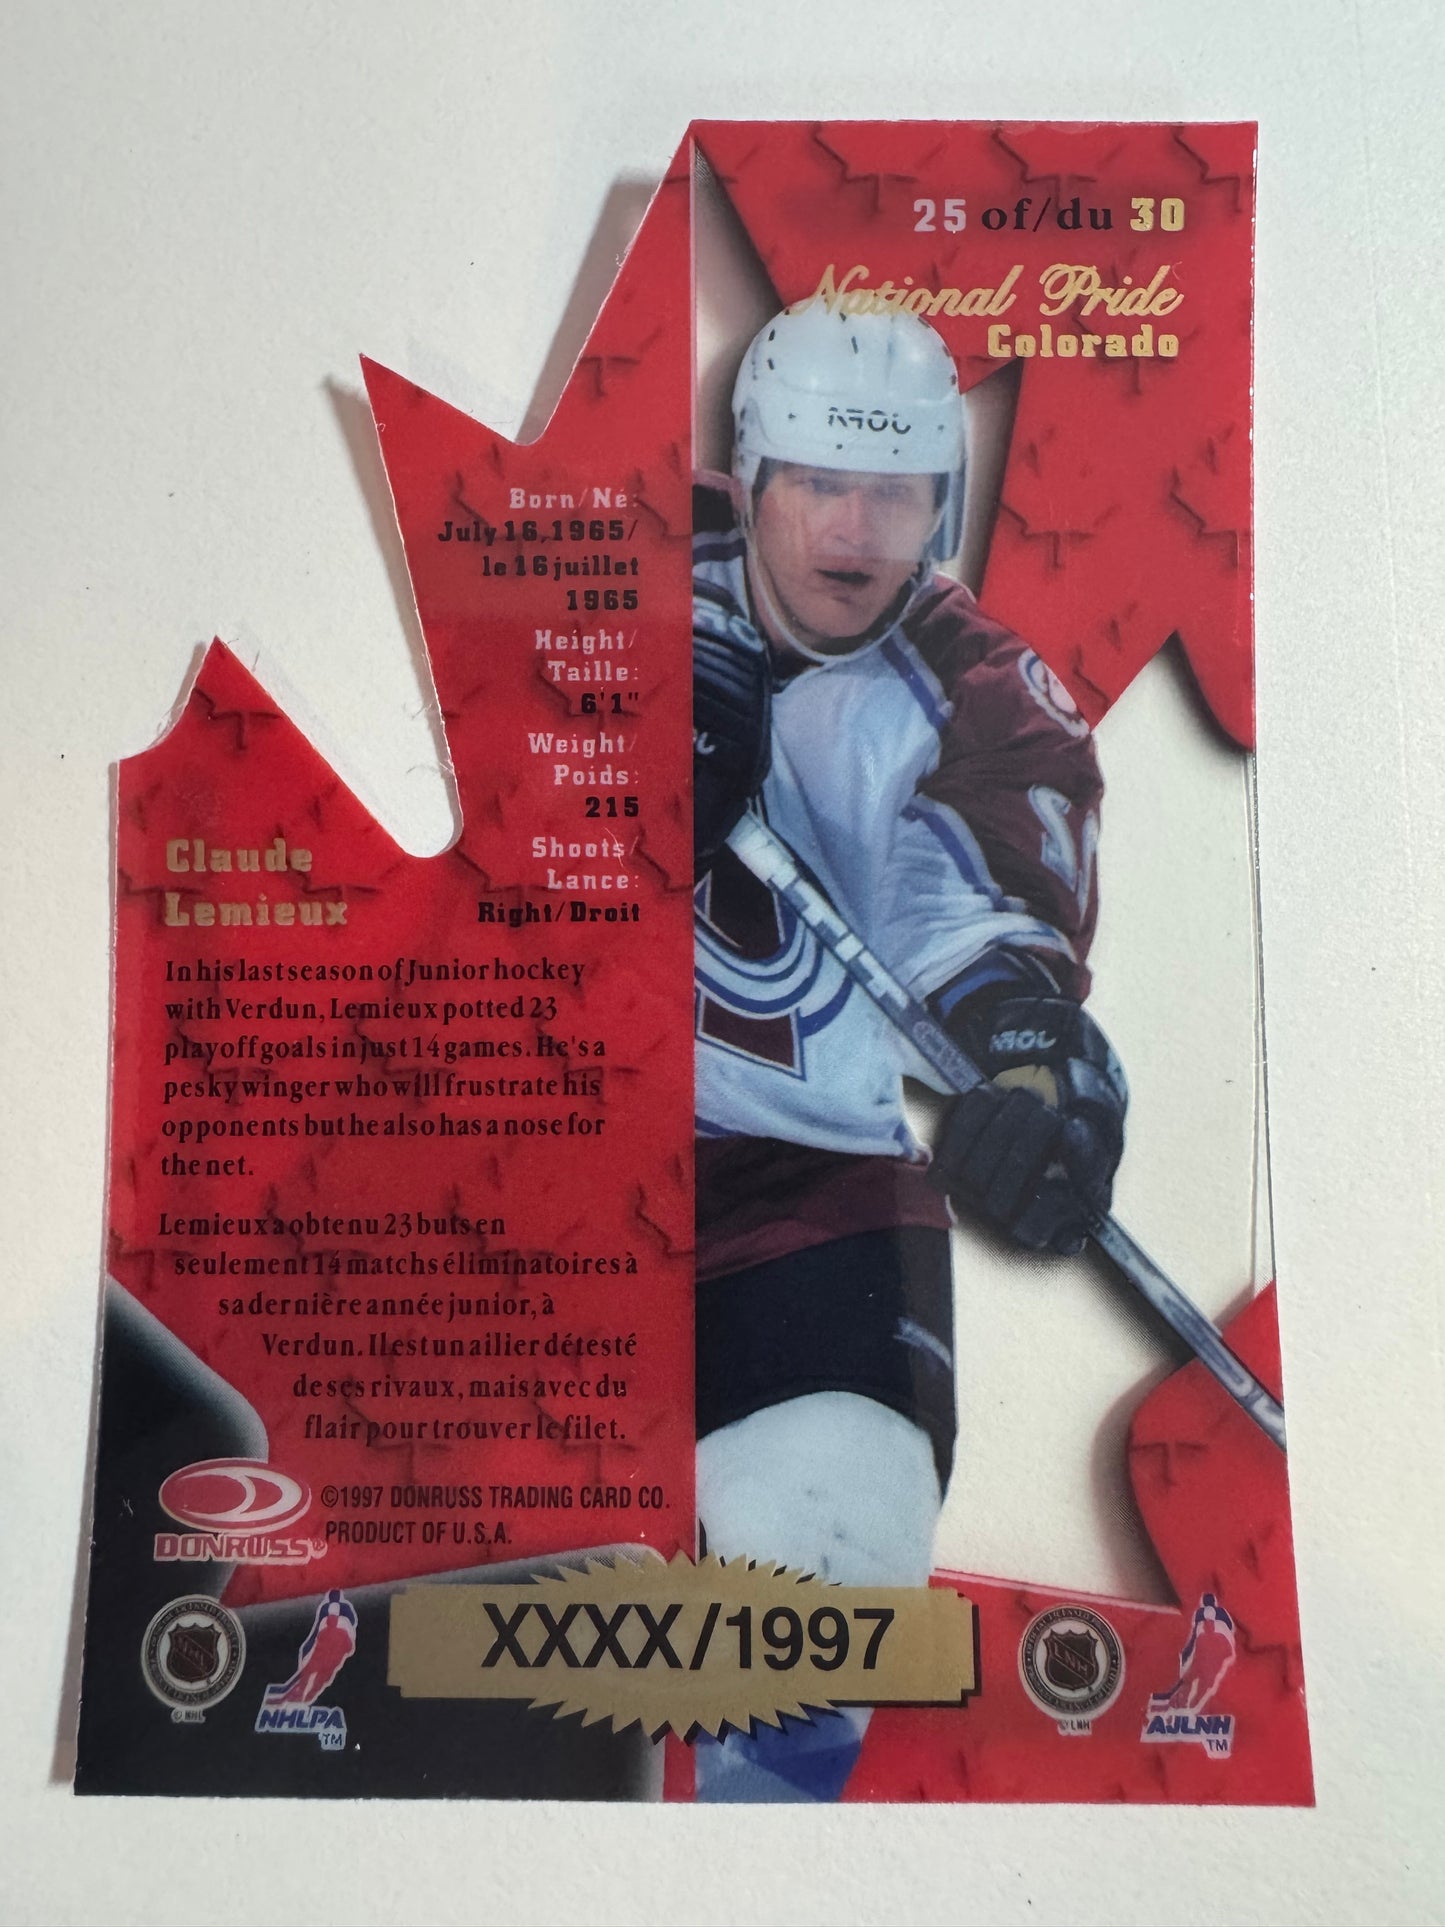 25 of/du 30
National Pride
Colorado
Born/Né:
July 16, 1965/
le 16 juillet
1965
Height/
Taille:
6'1"
Weight/
Poids:
215
Shoots/
Lance:
Right/Droit
Claude
Lemieux
In his last season of Junior hockey
with Verdun, Lemieux potted 23
playoff goals in just 14 games. He's a
pesky winger who will frustrate his
opponents but he also has a nose for
the net.
Lemieux a obtenu 23 buts en
seulement 14 matchs éliminatoires à
sa dernière année junior, à
Verdun. Il est un ailier détesté
de ses rivaux, mais avec du
flair pour trouver le filet.
©1997 DONRUSS TRADING CARD CO.
PRODUCT OF U.S.A.
DONRUSS®
XXXX/1997
© NHL
NHLPA
TM
LNH
© LNH
AJLNH
TM